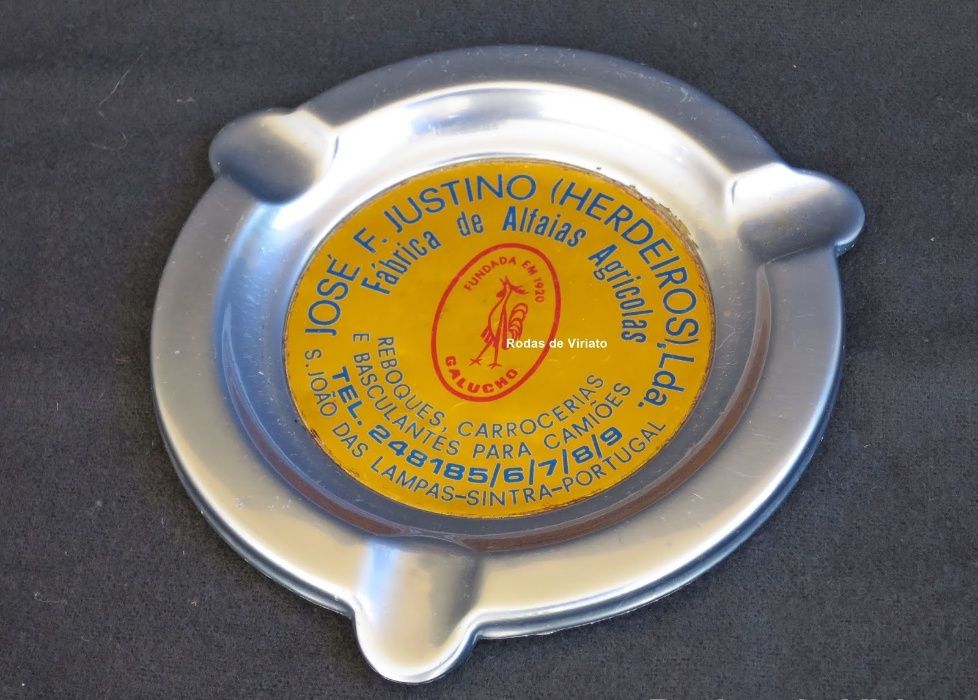 JOSÉ F. JUSTINO (HERDEIROS), Lda.
Fábrica de Alfaias Agricolas
FUNDADA EM 1920
GALUCHO
Rodas de Viriato
REBOQUES, CARROCERIAS
E BASCULANTES PARA CAMIÕES
TEL. 248185/6/7/8/9
S. JOÃO DAS LAMPAS-SINTRA-PORTUGAL